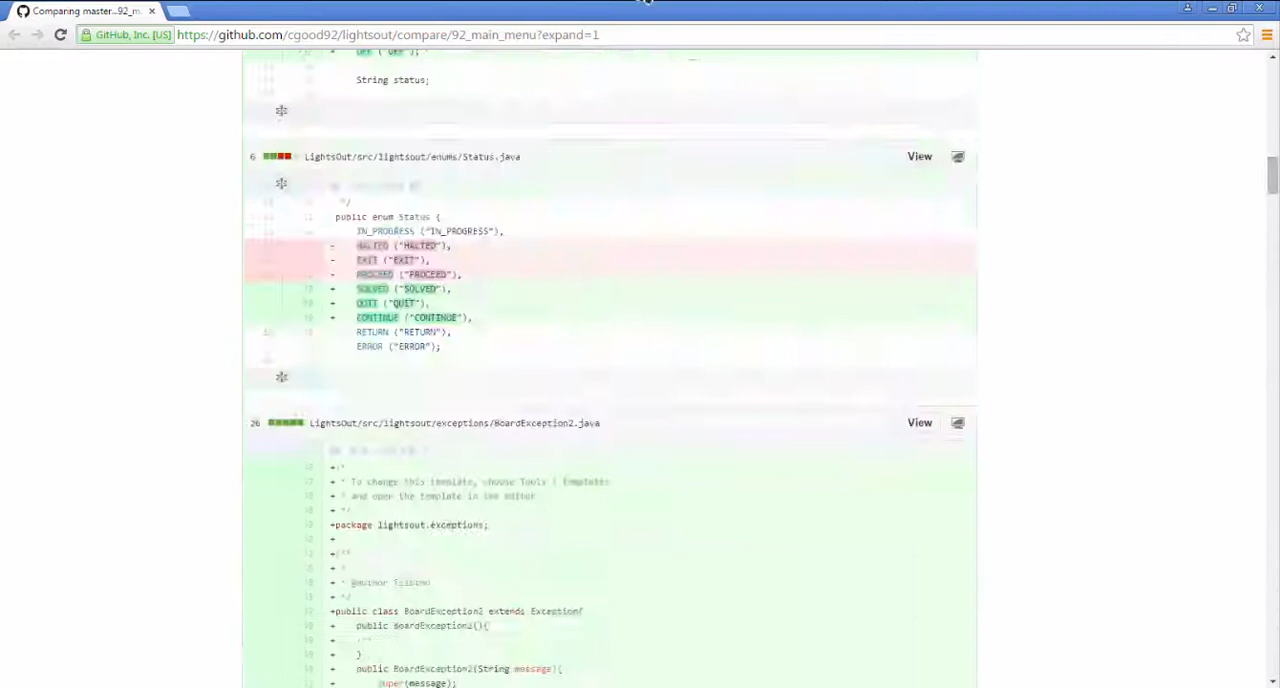 Comparing master...92_m...
GitHub, Inc. [US] https://github.com/cgood92/lightsout/compare/92_main_menu?expand=1
String status;
6 LightsOut/src/lightsout/enums/Status.java View
*/
public enum Status {
IN_PROGRESS ("IN_PROGRESS"),
- HALTED ("HALTED"),
- EXIT ("EXIT"),
- PROCEED ("PROCEED"),
+ SOLVED ("SOLVED"),
+ QUIT ("QUIT"),
+ CONTINUE ("CONTINUE"),
RETURN ("RETURN"),
ERROR ("ERROR");
26 LightsOut/src/lightsout/exceptions/BoardException2.java View
+/*
+ * To change this template, choose Tools | Templates
+ * and open the template in the editor
+ */
+package lightsout.exceptions;
+
+/**
+ *
+ * @author
+ */
+public class BoardException2 extends Exception{
+ public BoardException2(){
+
+ }
+ public BoardException2(String message){
+ super(message);